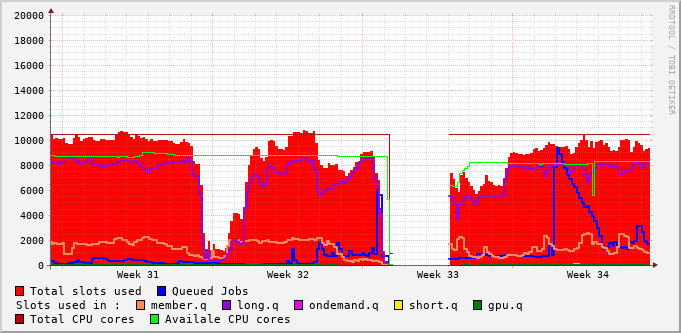 20000
18000
16000
14000
12000
10000
8000
6000
4000
2000
0
Week 31 Week 32 Week 33 Week 34
Total slots used Queued Jobs
Slots used in : member.q long.q ondemand.q short.q gpu.q
Total CPU cores Availale CPU cores
RRDTOOL / TOBI OETIKER